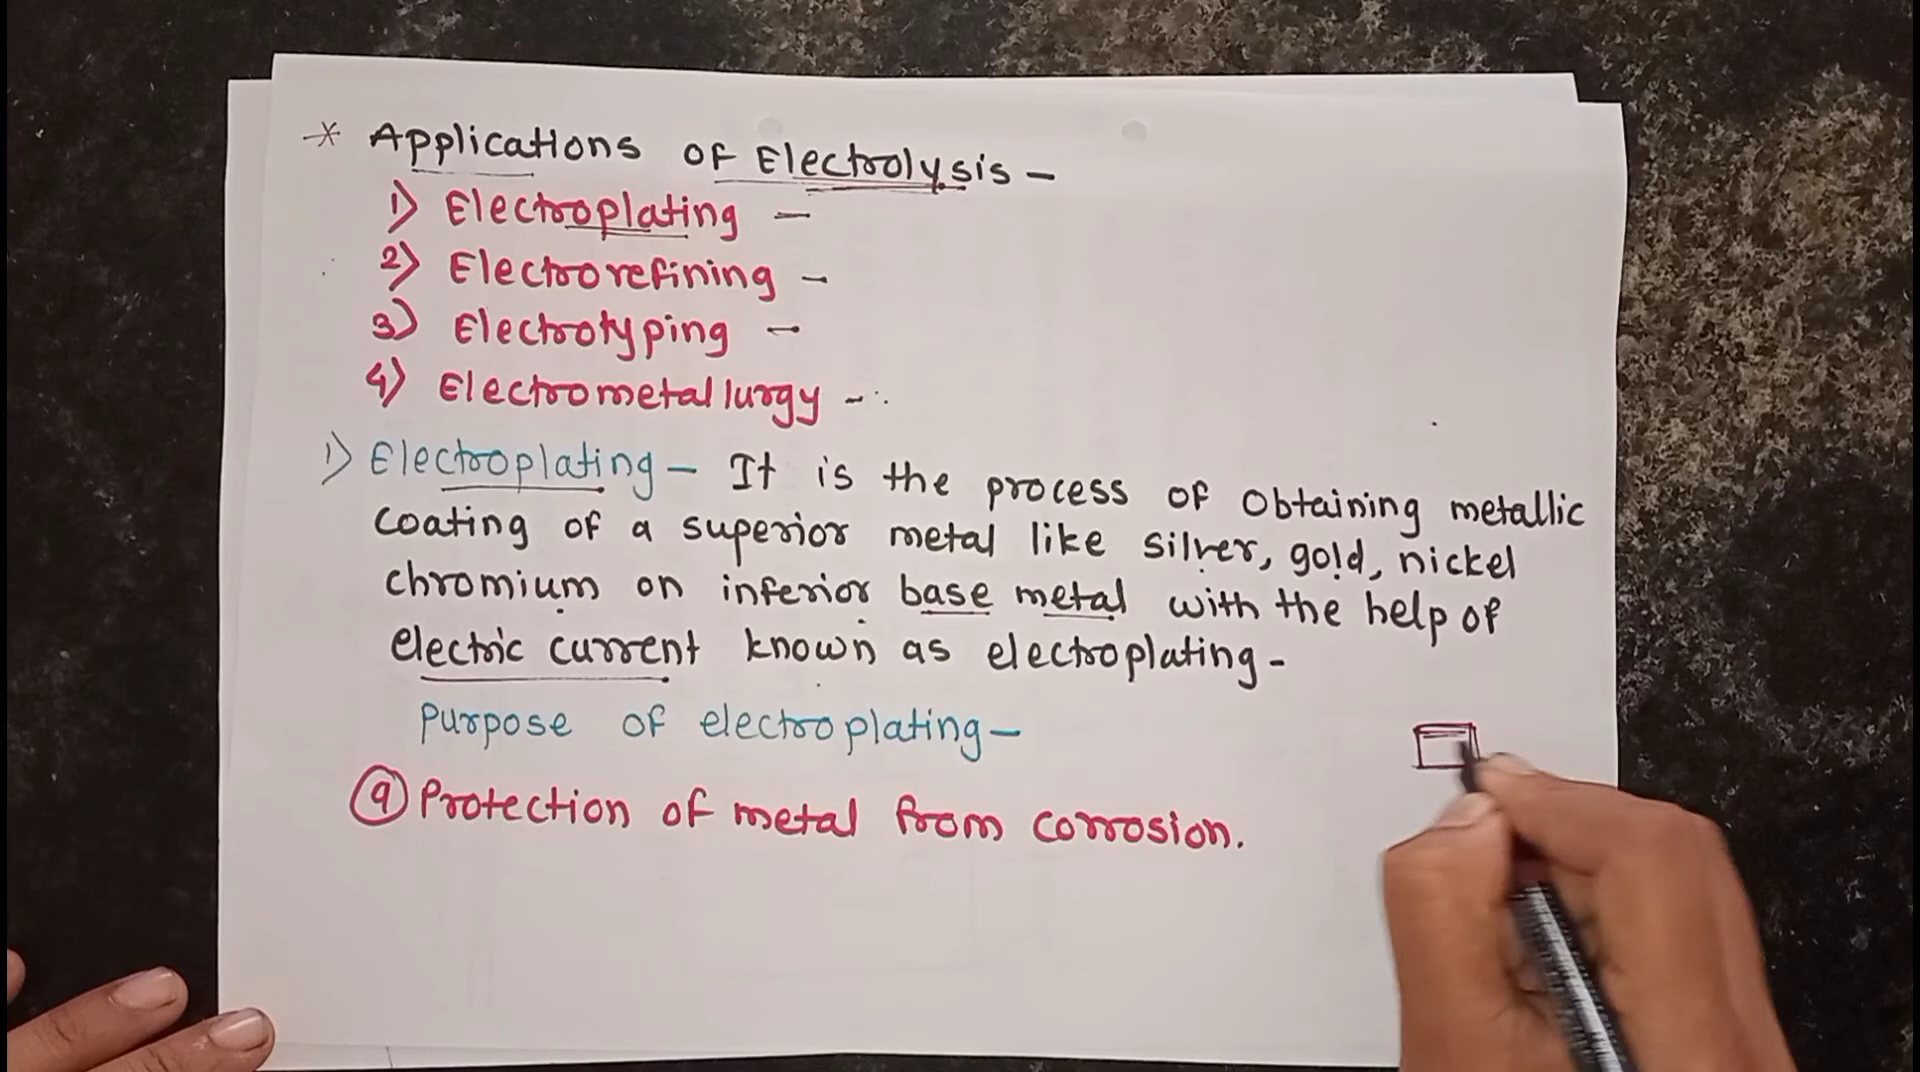 * Applications of Electrolysis -
1) Electroplating -
2) Electrorefining -
3) Electrotyping -
4) Electrometallurgy -
1) Electroplating - It is the process of obtaining metallic
coating of a superior metal like silver, gold, nickel
chromium on inferior base metal with the help of
electric current known as electroplating -
Purpose of electroplating -
(a) Protection of metal from corrosion.